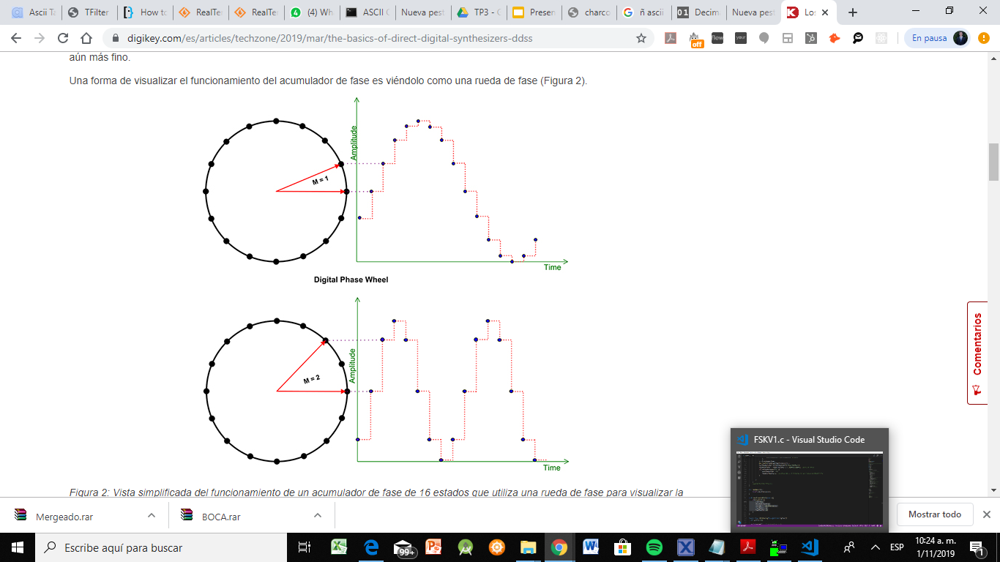 Ascii Ta
TFilter
How to
RealTer
RealTer
(4) Wh
ASCII C
Nueva pest
TP3 - G
Presen
charco
ñ ascii
Decima
Nueva pest
Los
digikey.com/es/articles/techzone/2019/mar/the-basics-of-direct-digital-synthesizers-ddss
off
flew
your
En pausa
aún más fino.
Una forma de visualizar el funcionamiento del acumulador de fase es viéndolo como una rueda de fase (Figura 2).
Amplitude
M = 1
Time
Digital Phase Wheel
Amplitude
M = 2
Time
Comentarios
Figura 2: Vista simplificada del funcionamiento de un acumulador de fase de 16 estados que utiliza una rueda de fase para visualizar la
FSKV1.c - Visual Studio Code
Mergeado.rar
BOCA.rar
Mostrar todo
Escribe aquí para buscar
99+
ESP
10:24 a. m.
1/11/2019
1